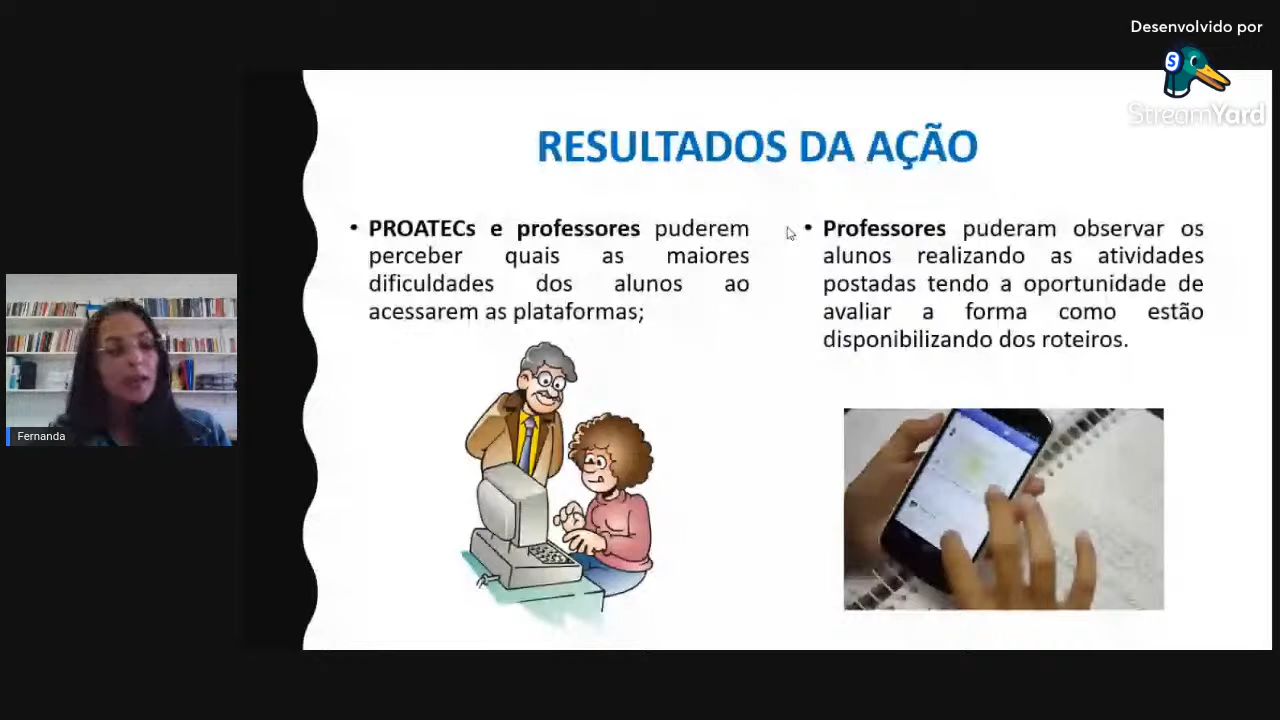 Desenvolvido por
StreamYard
RESULTADOS DA AÇÃO
• PROATECs e professores puderem
perceber quais as maiores
dificuldades dos alunos ao
acessarem as plataformas;
• Professores puderam observar os
alunos realizando as atividades
postadas tendo a oportunidade de
avaliar a forma como estão
disponibilizando dos roteiros.
Fernanda